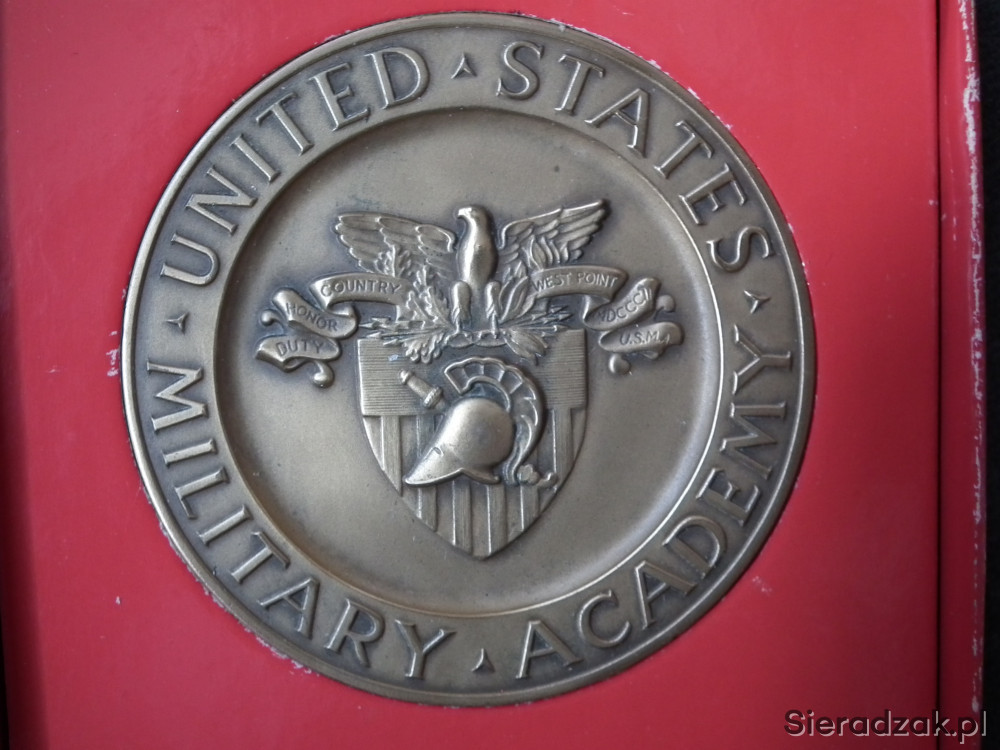 UNITED STATES
MILITARY ACADEMY
DUTY
HONOR
COUNTRY
WEST POINT
MDCCCII
U.S.M.A
Sieradzak.pl